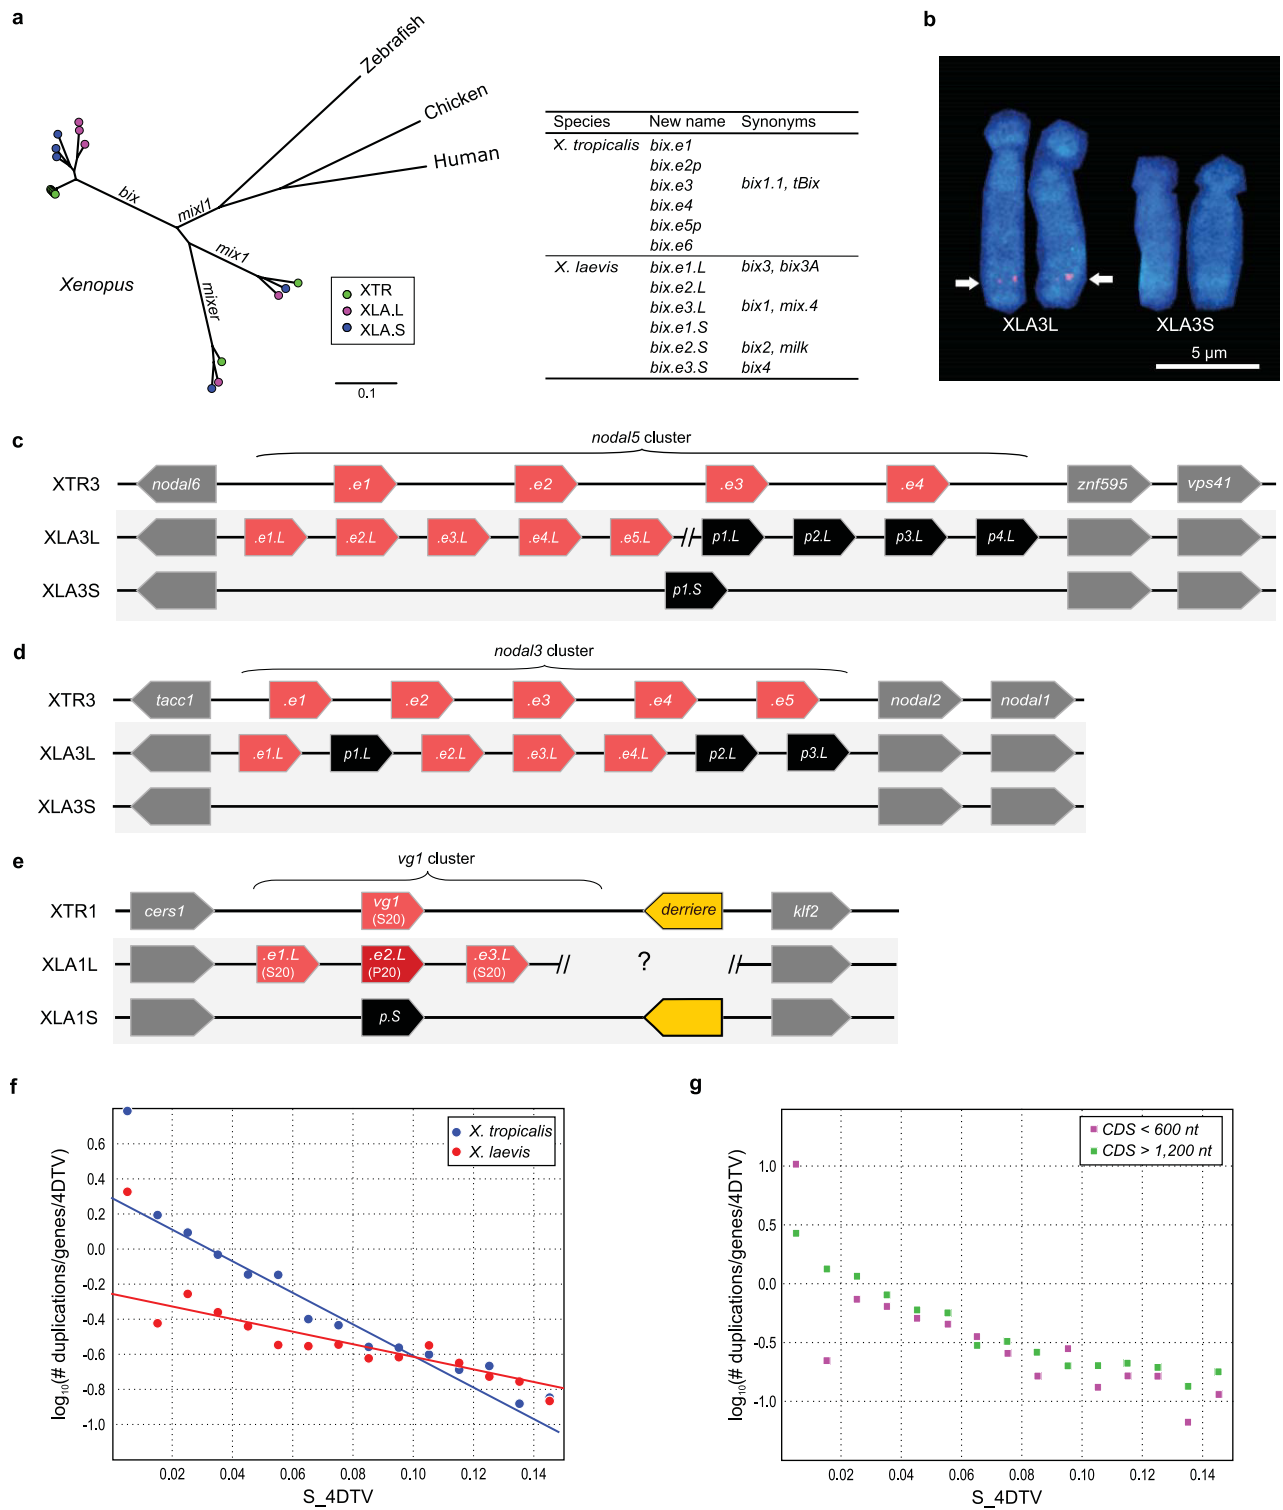 a
Zebrafish
Chicken
Human
bix
mixl1
mix1
mixer
Xenopus
XTR
XLA.L
XLA.S
0.1
Species New name Synonyms
X. tropicalis bix.e1
bix.e2p
bix.e3 bix1.1, tBix
bix.e4
bix.e5p
bix.e6
X. laevis bix.e1.L bix3, bix3A
bix.e2.L
bix.e3.L bix1, mix.4
bix.e1.S
bix.e2.S bix2, milk
bix.e3.S bix4
b
XLA3L XLA3S
5 µm
c
nodal5 cluster
XTR3 nodal6 .e1 .e2 .e3 .e4 znf595 vps41
XLA3L .e1.L .e2.L .e3.L .e4.L .e5.L // p1.L p2.L p3.L p4.L
XLA3S p1.S
d
nodal3 cluster
XTR3 tacc1 .e1 .e2 .e3 .e4 .e5 nodal2 nodal1
XLA3L .e1.L p1.L .e2.L .e3.L .e4.L p2.L p3.L
XLA3S
e
vg1 cluster
XTR1 cers1 vg1 derriere klf2
(S20)
XLA1L .e1.L .e2.L .e3.L // ? //
(S20) (P20) (S20)
XLA1S p.S
f
log₁₀(# duplications/genes/4DTV)
0.6
0.4
0.2
0.0
-0.2
-0.4
-0.6
-0.8
-1.0
X. tropicalis
X. laevis
0.02 0.04 0.06 0.08 0.10 0.12 0.14
S_4DTV
g
log₁₀(# duplications/genes/4DTV)
1.0
0.5
0.0
-0.5
-1.0
CDS < 600 nt
CDS > 1,200 nt
0.02 0.04 0.06 0.08 0.10 0.12 0.14
S_4DTV